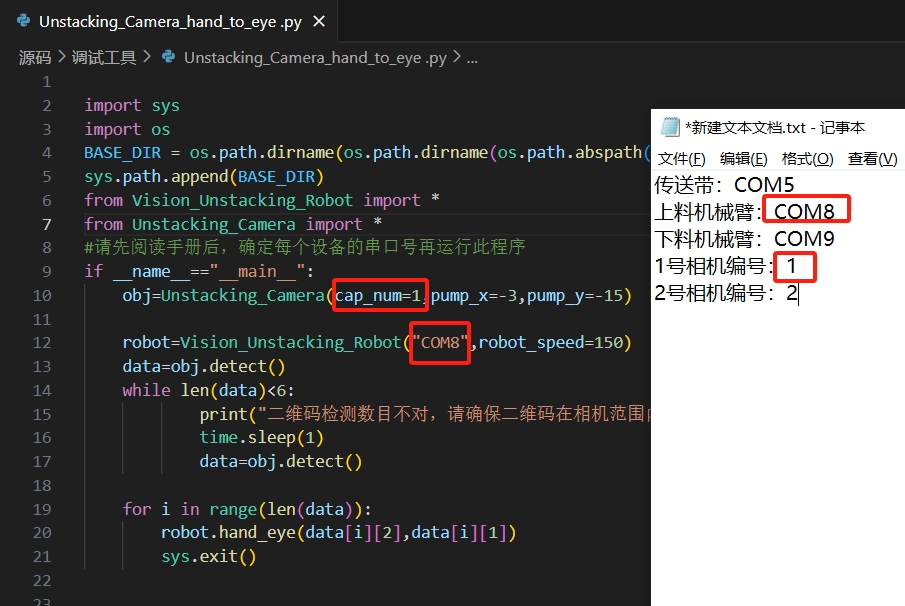 Unstacking_Camera_hand_to_eye .py ×
源码 > 调试工具 > Unstacking_Camera_hand_to_eye .py > ...
1
2 import sys
3 import os
4 BASE_DIR = os.path.dirname(os.path.dirname(os.path.abspath(
5 sys.path.append(BASE_DIR)
6 from Vision_Unstacking_Robot import *
7 from Unstacking_Camera import *
8 #请先阅读手册后，确定每个设备的串口号再运行此程序
9 if __name__=="__main__":
10 obj=Unstacking_Camera(cap_num=1,pump_x=-3,pump_y=-15)
11
12 robot=Vision_Unstacking_Robot("COM8",robot_speed=150)
13 data=obj.detect()
14 while len(data)<6:
15 print("二维码检测数目不对，请确保二维码在相机范围内
16 time.sleep(1)
17 data=obj.detect()
18
19 for i in range(len(data)):
20 robot.hand_eye(data[i][2],data[i][1])
21 sys.exit()
22
23
*新建文本文档.txt - 记事本
文件(F) 编辑(E) 格式(O) 查看(V)
传送带：COM5
上料机械臂：COM8
下料机械臂：COM9
1号相机编号：1
2号相机编号：2